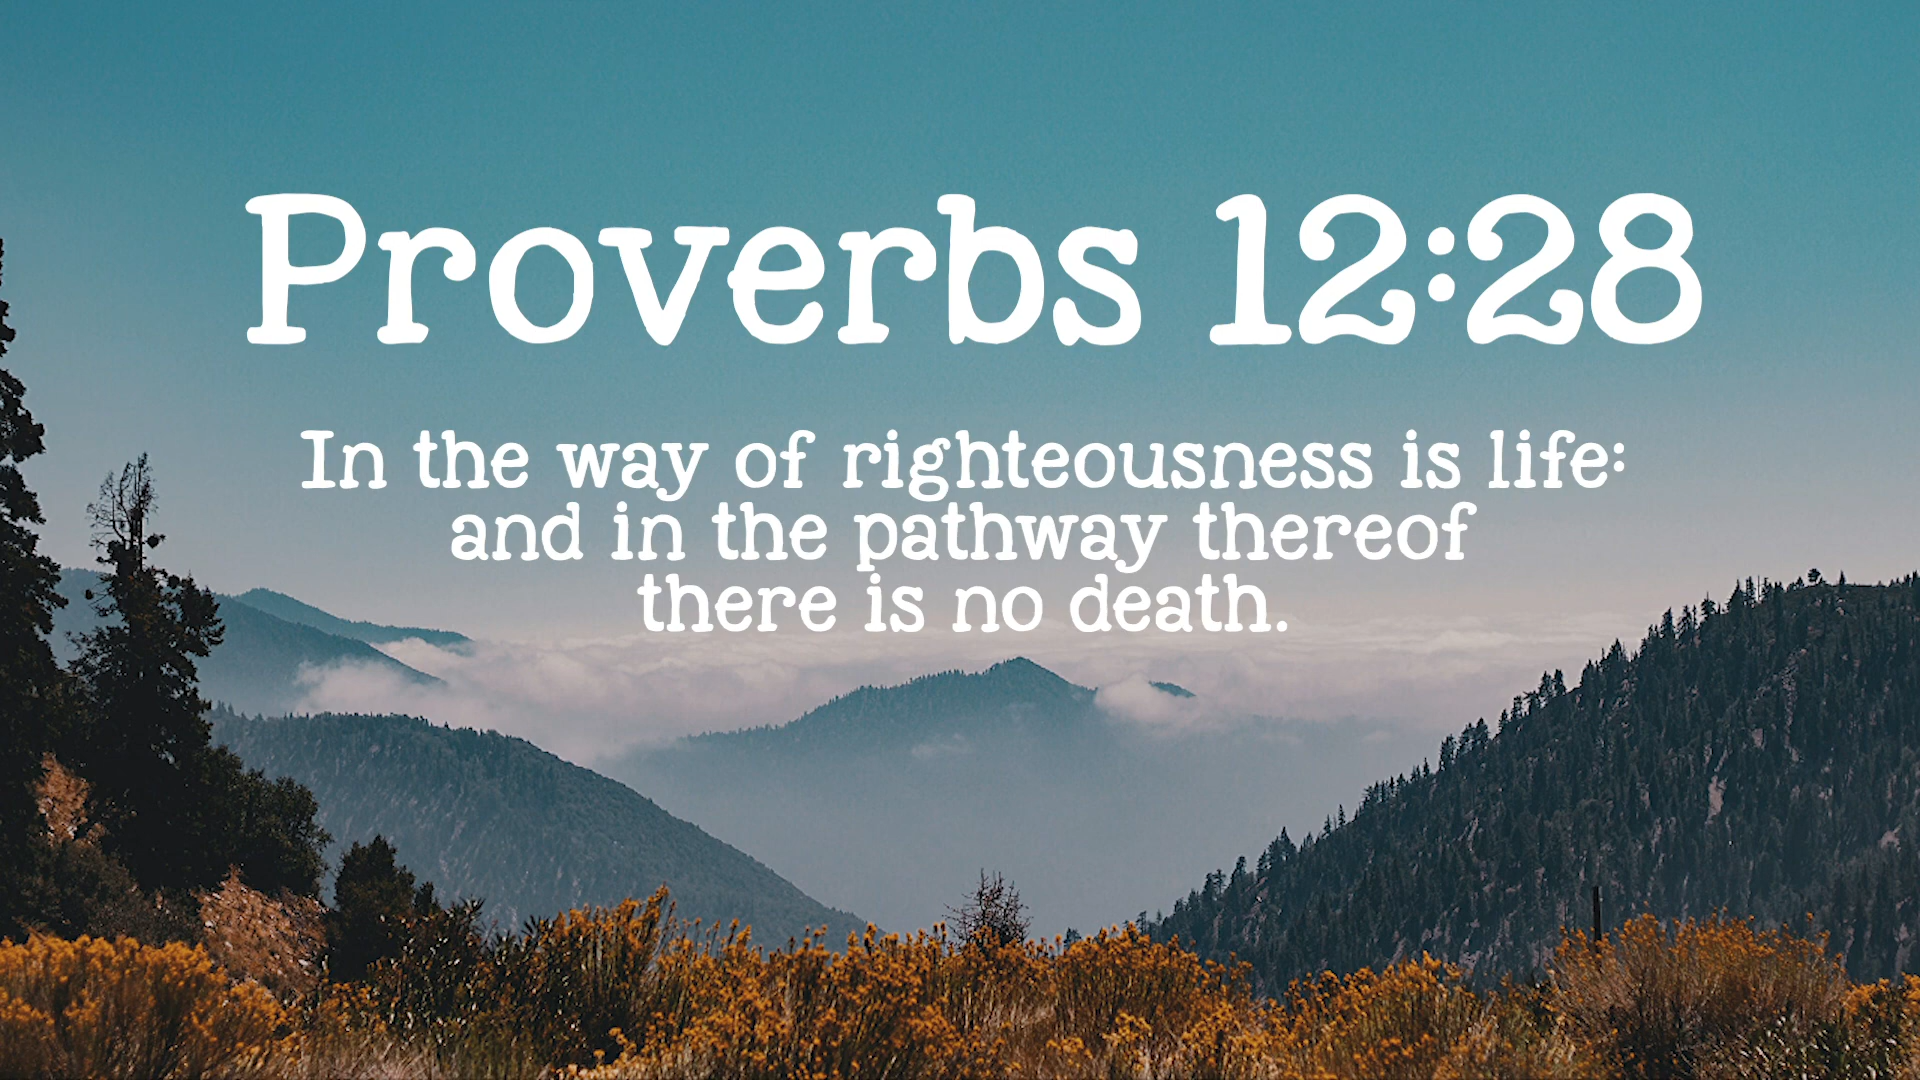 Proverbs 12:28
In the way of righteousness is life:
and in the pathway thereof
there is no death.